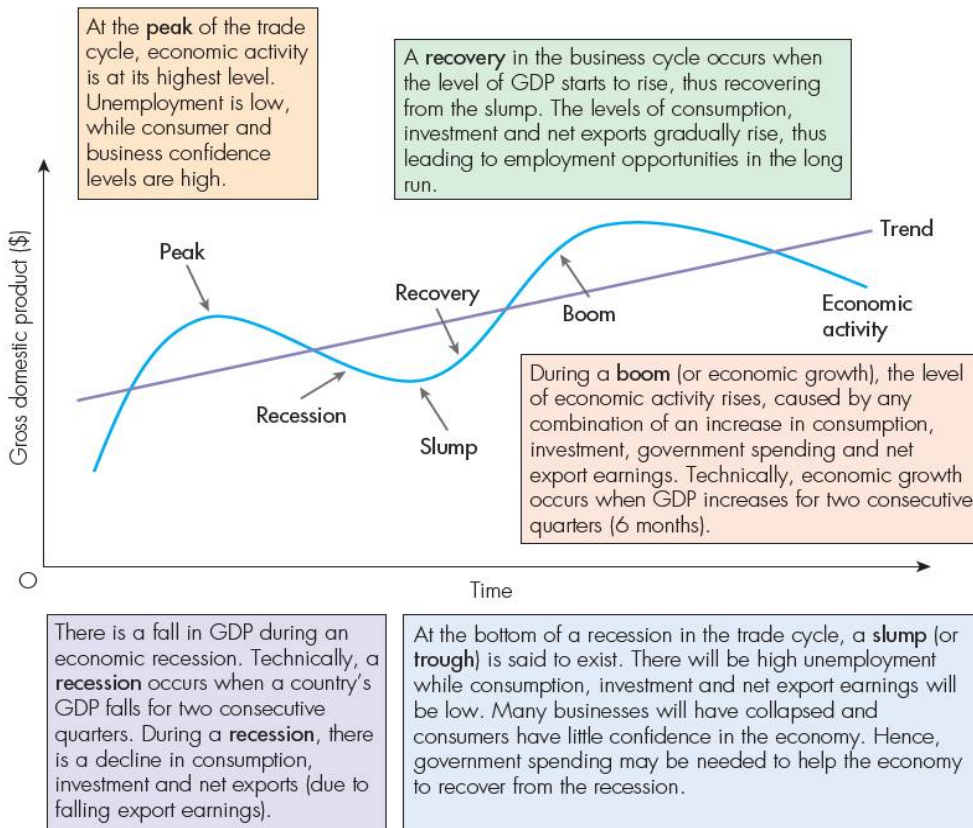 At the peak of the trade
cycle, economic activity
is at its highest level.
Unemployment is low,
while consumer and
business confidence
levels are high.
A recovery in the business cycle occurs when
the level of GDP starts to rise, thus recovering
from the slump. The levels of consumption,
investment and net exports gradually rise, thus
leading to employment opportunities in the long
run.
Gross domestic product ($)
Peak
Recession
Recovery
Slump
Boom
Trend
Economic
activity
During a boom (or economic growth), the level
of economic activity rises, caused by any
combination of an increase in consumption,
investment, government spending and net
export earnings. Technically, economic growth
occurs when GDP increases for two consecutive
quarters (6 months).
O
Time
There is a fall in GDP during an
economic recession. Technically, a
recession occurs when a country's
GDP falls for two consecutive
quarters. During a recession, there
is a decline in consumption,
investment and net exports (due to
falling export earnings).
At the bottom of a recession in the trade cycle, a slump (or
trough) is said to exist. There will be high unemployment
while consumption, investment and net export earnings will
be low. Many businesses will have collapsed and
consumers have little confidence in the economy. Hence,
government spending may be needed to help the economy
to recover from the recession.